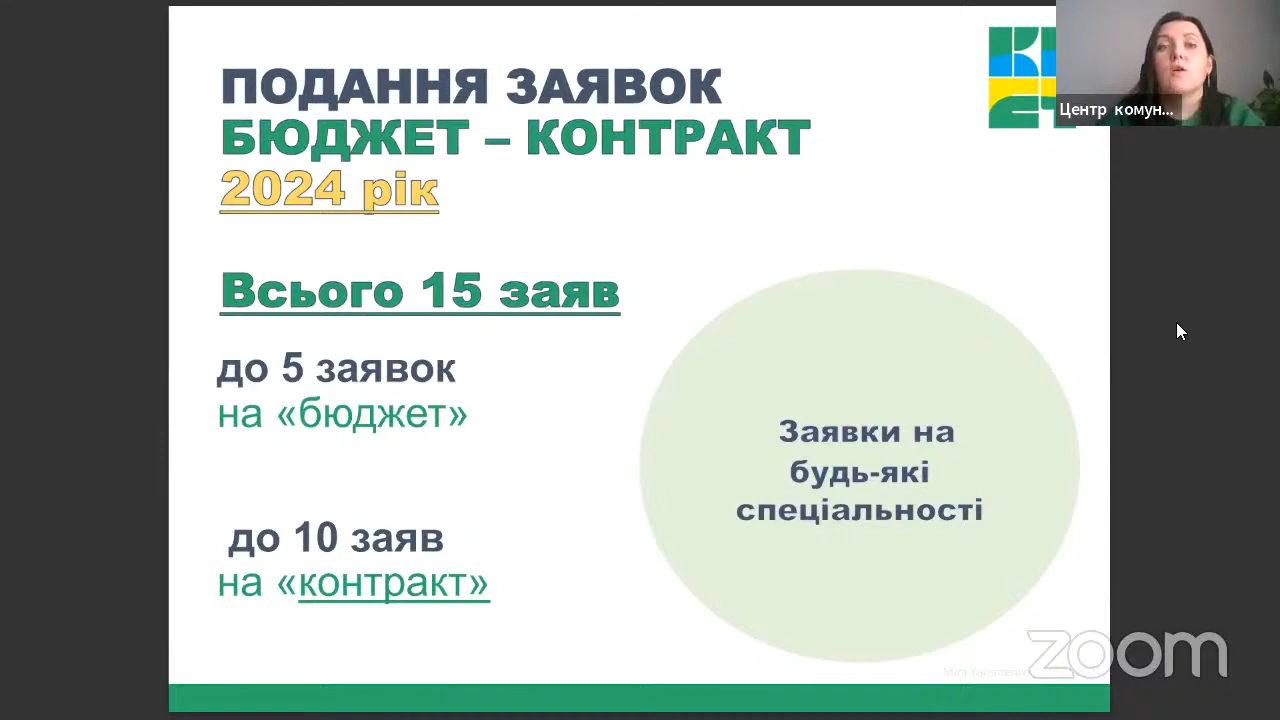 ПОДАННЯ ЗАЯВОК
БЮДЖЕТ – КОНТРАКТ
2024 рік
Центр комун...
Всього 15 заяв
до 5 заявок
на «бюджет»
до 10 заяв
на «контракт»
Заявки на
будь-які
спеціальності
zoom